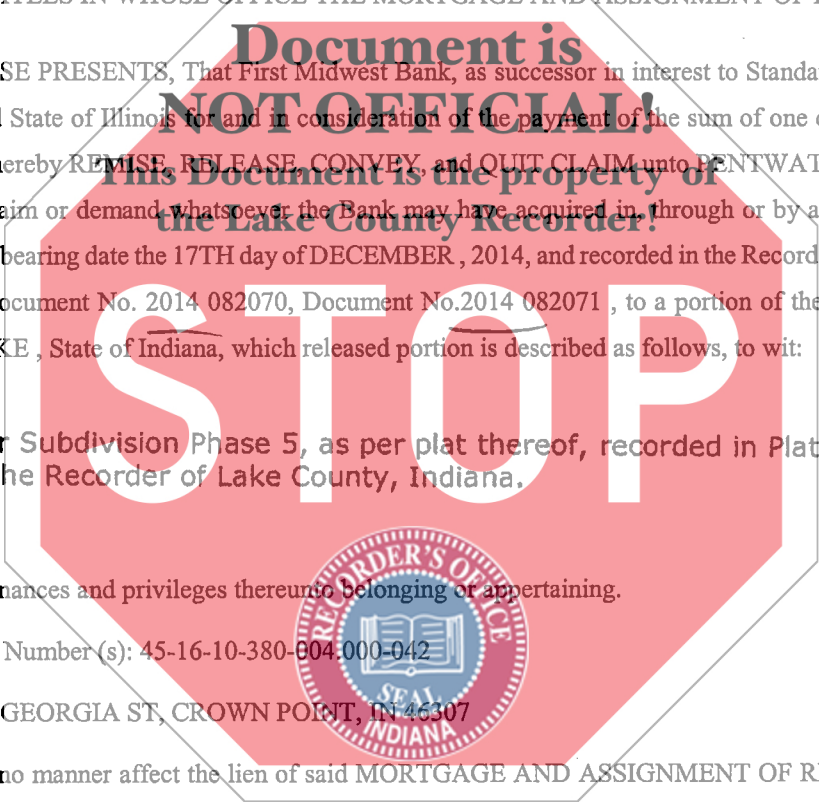 IN WHOSE OFFICE THE MORTGAGE AND ASSIGNMENT OF
Document is
SE PRESENTS, That First Midwest Bank, as successor in interest to Standa
NOT OFFICIAL!
State of Illinois for and in consideration of the payment of the sum of one
ereby REMISE, RELEASE, CONVEY, and QUIT CLAIM unto PENTWAT
This Document is the property of
aim or demand whatsoever the Bank may have acquired in, through or by a
the Lake County Recorder!
bearing date the 17TH day of DECEMBER , 2014, and recorded in the Record
ocument No. 2014 082070, Document No.2014 082071 , to a portion of the
KE , State of Indiana, which released portion is described as follows, to wit:
STOP
r Subdivision Phase 5, as per plat thereof, recorded in Plat
he Recorder of Lake County, Indiana.
nances and privileges thereunto belonging or appertaining.
RECORDER'S OFFICE
Number (s): 45-16-10-380-004.000-042
SEAL
GEORGIA ST, CROWN POINT, IN 46307
INDIANA
no manner affect the lien of said MORTGAGE AND ASSIGNMENT OF R